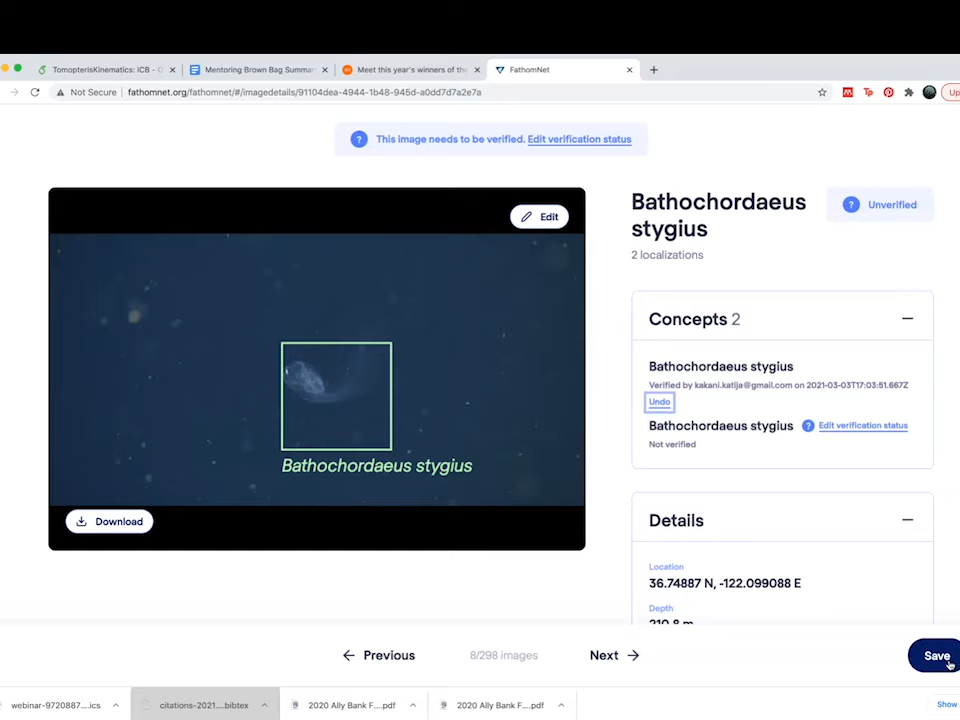 TomopterisKinematics: ICB - O
Mentoring Brown Bag Summar
Meet this year's winners of the
FathomNet
Not Secure | fathomnet.org/fathomnet/#/imagedetails/91104dea-4944-1b48-945d-a0dd7d7a2e7a
Up
This image needs to be verified. Edit verification status
Edit
Bathochordaeus
stygius
Unverified
2 localizations
Concepts 2
Bathochordaeus stygius
Verified by kakani.katija@gmail.com on 2021-03-03T17:03:51.667Z
Undo
Bathochordaeus stygius
Edit verification status
Not verified
Bathochordaeus stygius
Download
Details
Location
36.74887 N, -122.099088 E
Depth
210.8 m
Previous
8/298 images
Next
Save
webinar-9720887....ics
citations-2021....bibtex
2020 Ally Bank F....pdf
2020 Ally Bank F....pdf
Show